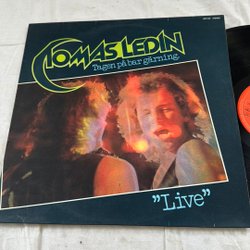 TOMAS LEDIN
Tagen på bar gärning.
"Live"